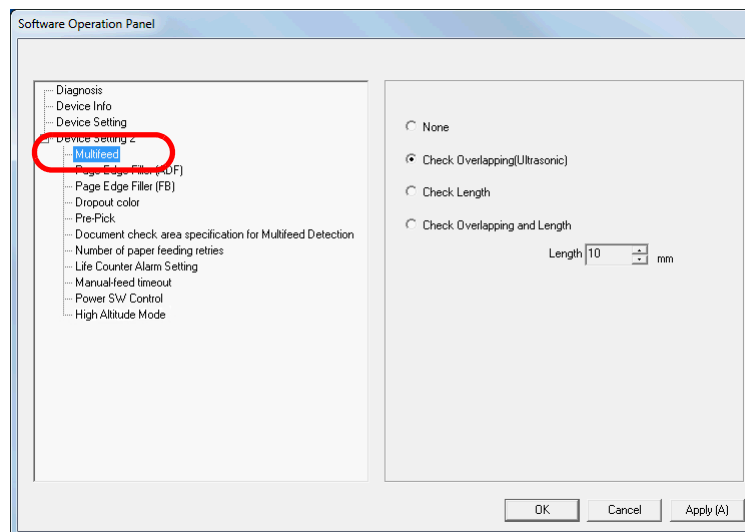 Software Operation Panel
Diagnosis
Device Info
Device Setting
Device Setting 2
Multifeed
Page Edge Filler (ADF)
Page Edge Filler (FB)
Dropout color
Pre-Pick
Document check area specification for Multifeed Detection
Number of paper feeding retries
Life Counter Alarm Setting
Manual-feed timeout
Power SW Control
High Altitude Mode
None
Check Overlapping(Ultrasonic)
Check Length
Check Overlapping and Length
Length 10 mm
OK Cancel Apply (A)